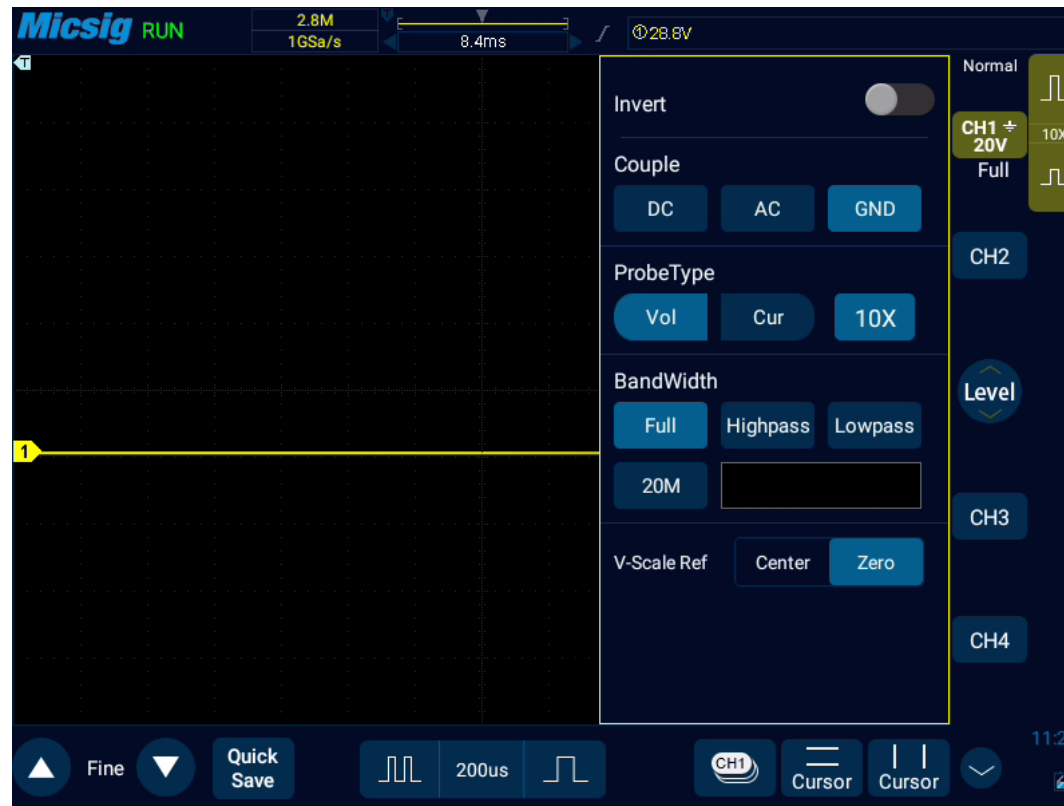 Micsig RUN
2.8M
1GSa/s
8.4ms
①28.8V
T
Invert
Normal
CH1
20V
10X
Full
Couple
DC AC GND
CH2
ProbeType
Vol Cur 10X
BandWidth
Level
Full Highpass Lowpass
1
20M
CH3
V-Scale Ref Center Zero
CH4
Fine
Quick
Save
200us
CH1
Cursor
Cursor